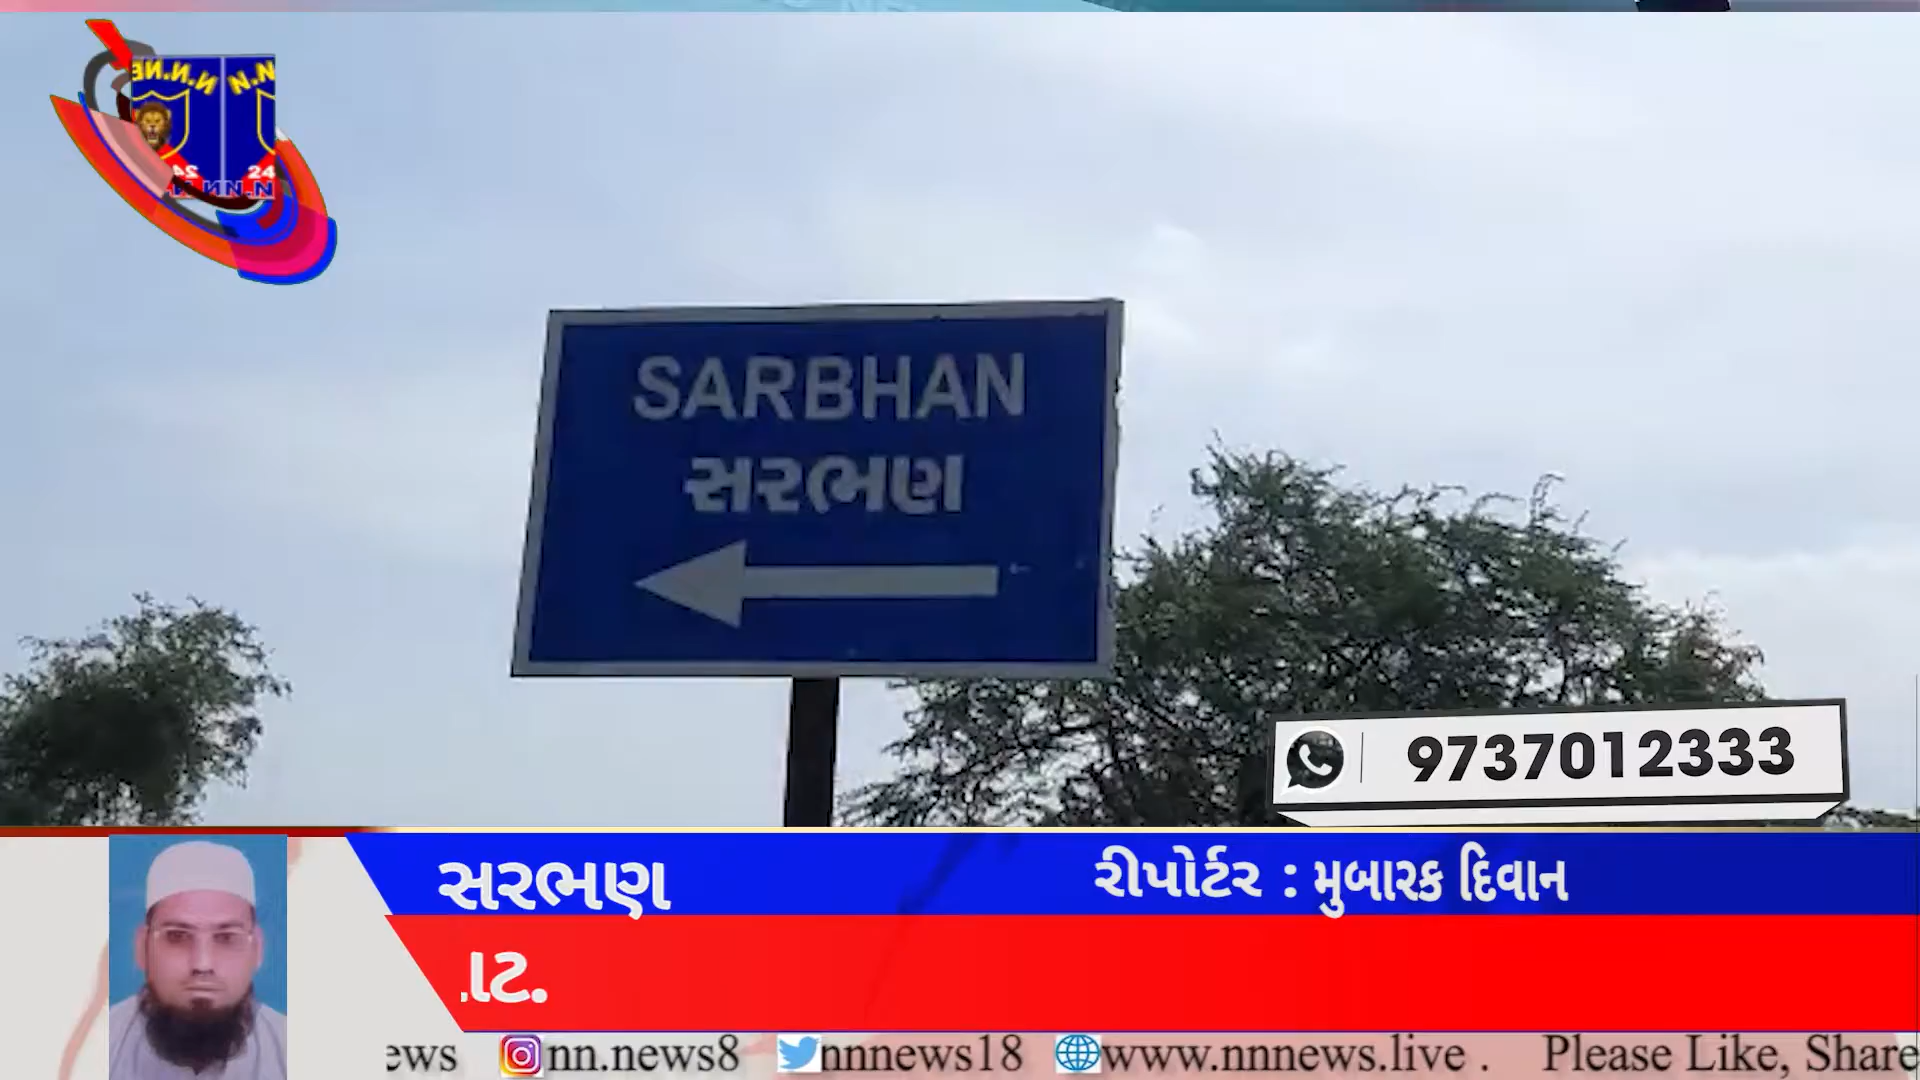 SARBHAN
સરભણ
9737012333
સરભણ
રીપોર્ટર : મુબારક દિવાન
ાટ.
ews nn.news8 nnnews18 www.nnnews.live . Please Like, Share